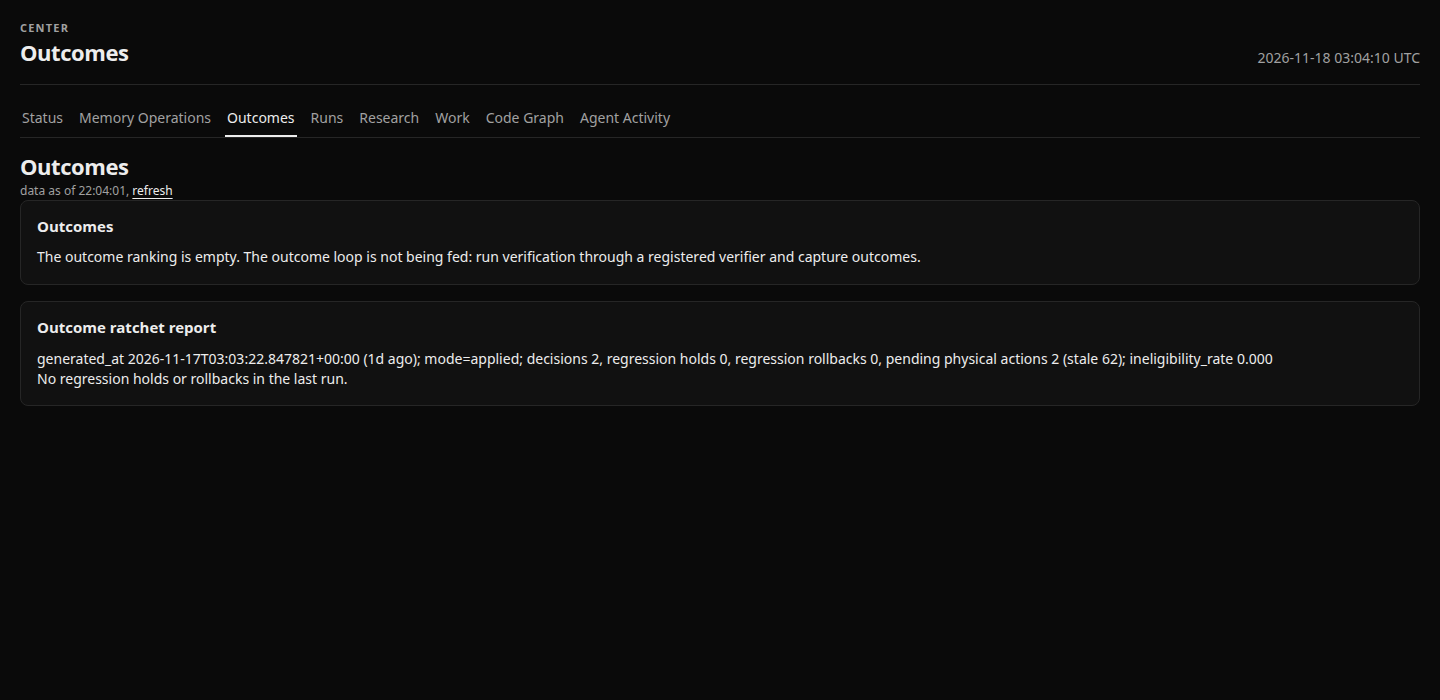 CENTER
Outcomes
2026-11-18 03:04:10 UTC
Status Memory Operations Outcomes Runs Research Work Code Graph Agent Activity
Outcomes
data as of 22:04:01, refresh
Outcomes
The outcome ranking is empty. The outcome loop is not being fed: run verification through a registered verifier and capture outcomes.
Outcome ratchet report
generated_at 2026-11-17T03:03:22.847821+00:00 (1d ago); mode=applied; decisions 2, regression holds 0, regression rollbacks 0, pending physical actions 2 (stale 62); ineligibility_rate 0.000
No regression holds or rollbacks in the last run.